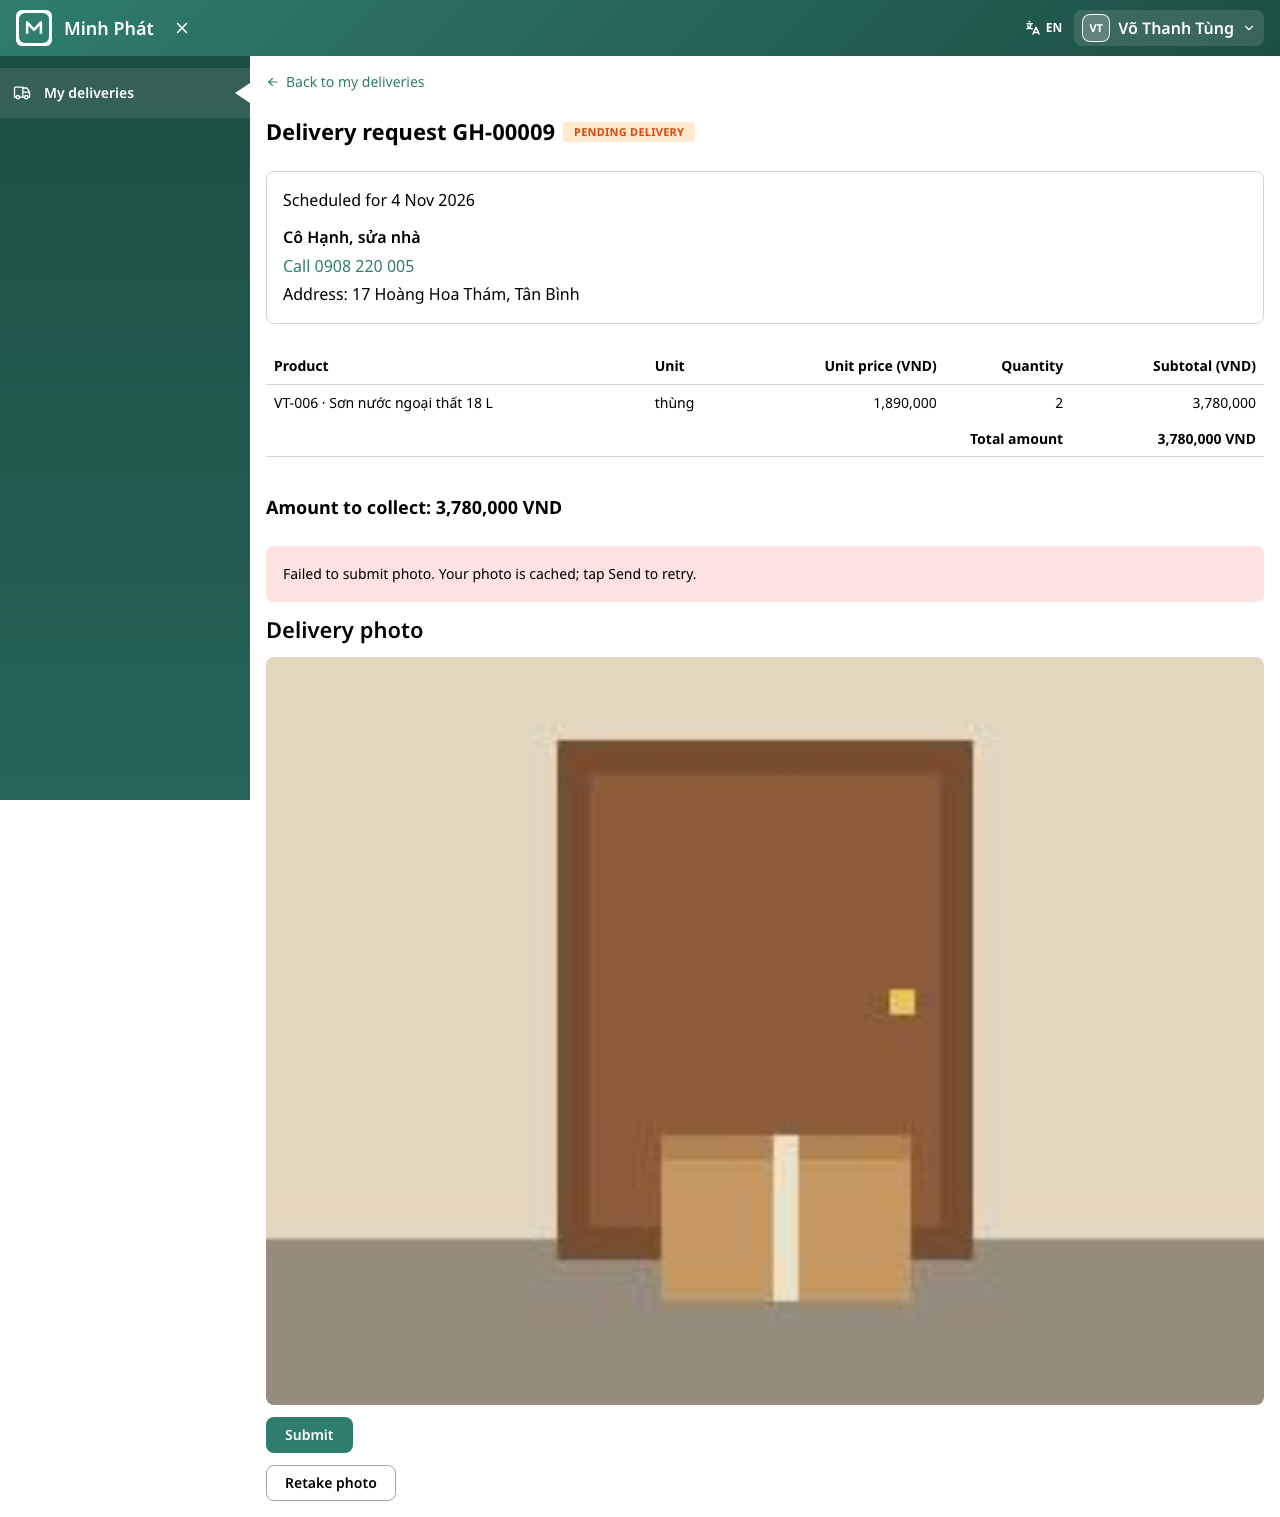 Minh Phát
EN
VT
Võ Thanh Tùng
My deliveries
Back to my deliveries
Delivery request GH-00009
PENDING DELIVERY
Scheduled for 4 Nov 2026
Cô Hạnh, sửa nhà
Call 0908 220 005
Address: 17 Hoàng Hoa Thám, Tân Bình
Product Unit Unit price (VND) Quantity Subtotal (VND)
VT-006 · Sơn nước ngoại thất 18 L thùng 1,890,000 2 3,780,000
Total amount 3,780,000 VND
Amount to collect: 3,780,000 VND
Failed to submit photo. Your photo is cached; tap Send to retry.
Delivery photo
Submit
Retake photo